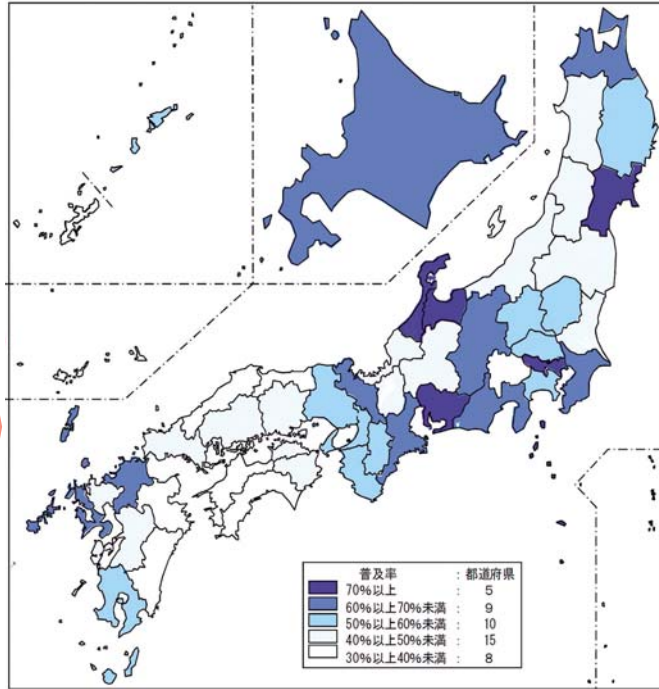 普及率 : 都道府県
70%以上 : 5
60%以上70%未満 : 9
50%以上60%未満 : 10
40%以上50%未満 : 15
30%以上40%未満 : 8